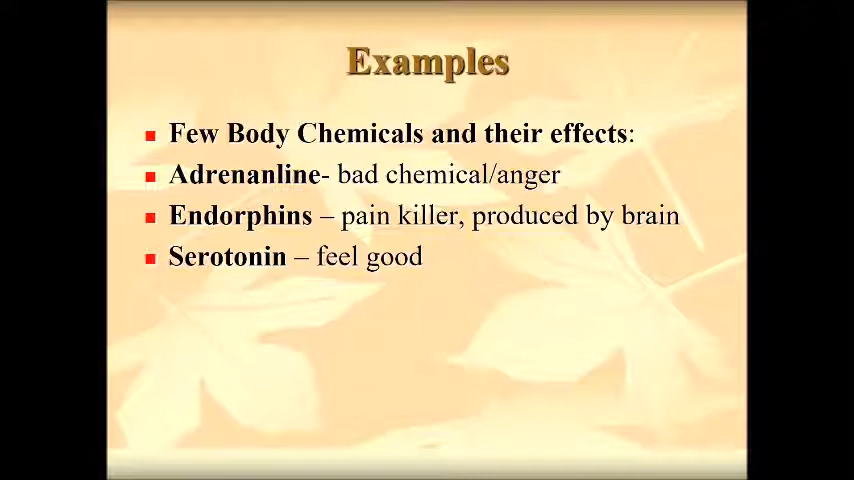 Examples
Few Body Chemicals and their effects:
Adrenanline- bad chemical/anger
Endorphins – pain killer, produced by brain
Serotonin – feel good